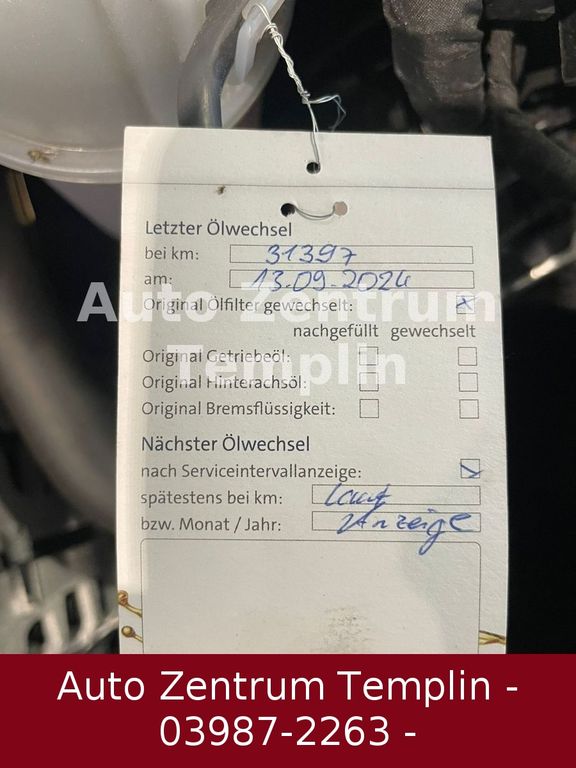 Letzter Ölwechsel
bei km: 31397
am: 13.09.2024
Original Ölfilter gewechselt: x
nachgefüllt gewechselt
Original Getriebeöl:
Original Hinterachsöl:
Original Bremsflüssigkeit:
Nächster Ölwechsel
nach Serviceintervallanzeige:
spätestens bei km: laut
bzw. Monat / Jahr: Anzeige
Auto Zentrum
Templin
Auto Zentrum Templin -
03987-2263 -